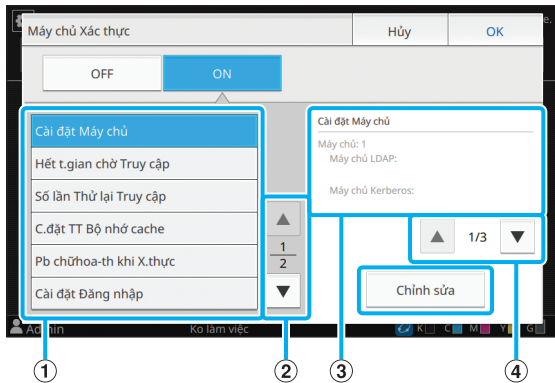 Máy chủ Xác thực
Hủy
OK
OFF
ON
Cài đặt Máy chủ
Hết t.gian chờ Truy cập
Số lần Thử lại Truy cập
C.đặt TT Bộ nhớ cache
Pb chữhoa-th khi X.thực
Cài đặt Đăng nhập
1
2
Cài đặt Máy chủ
Máy chủ: 1
Máy chủ LDAP:
Máy chủ Kerberos:
1/3
Chỉnh sửa
Admin
Ko làm việc
K
C
M
Y
G
1
2
3
4